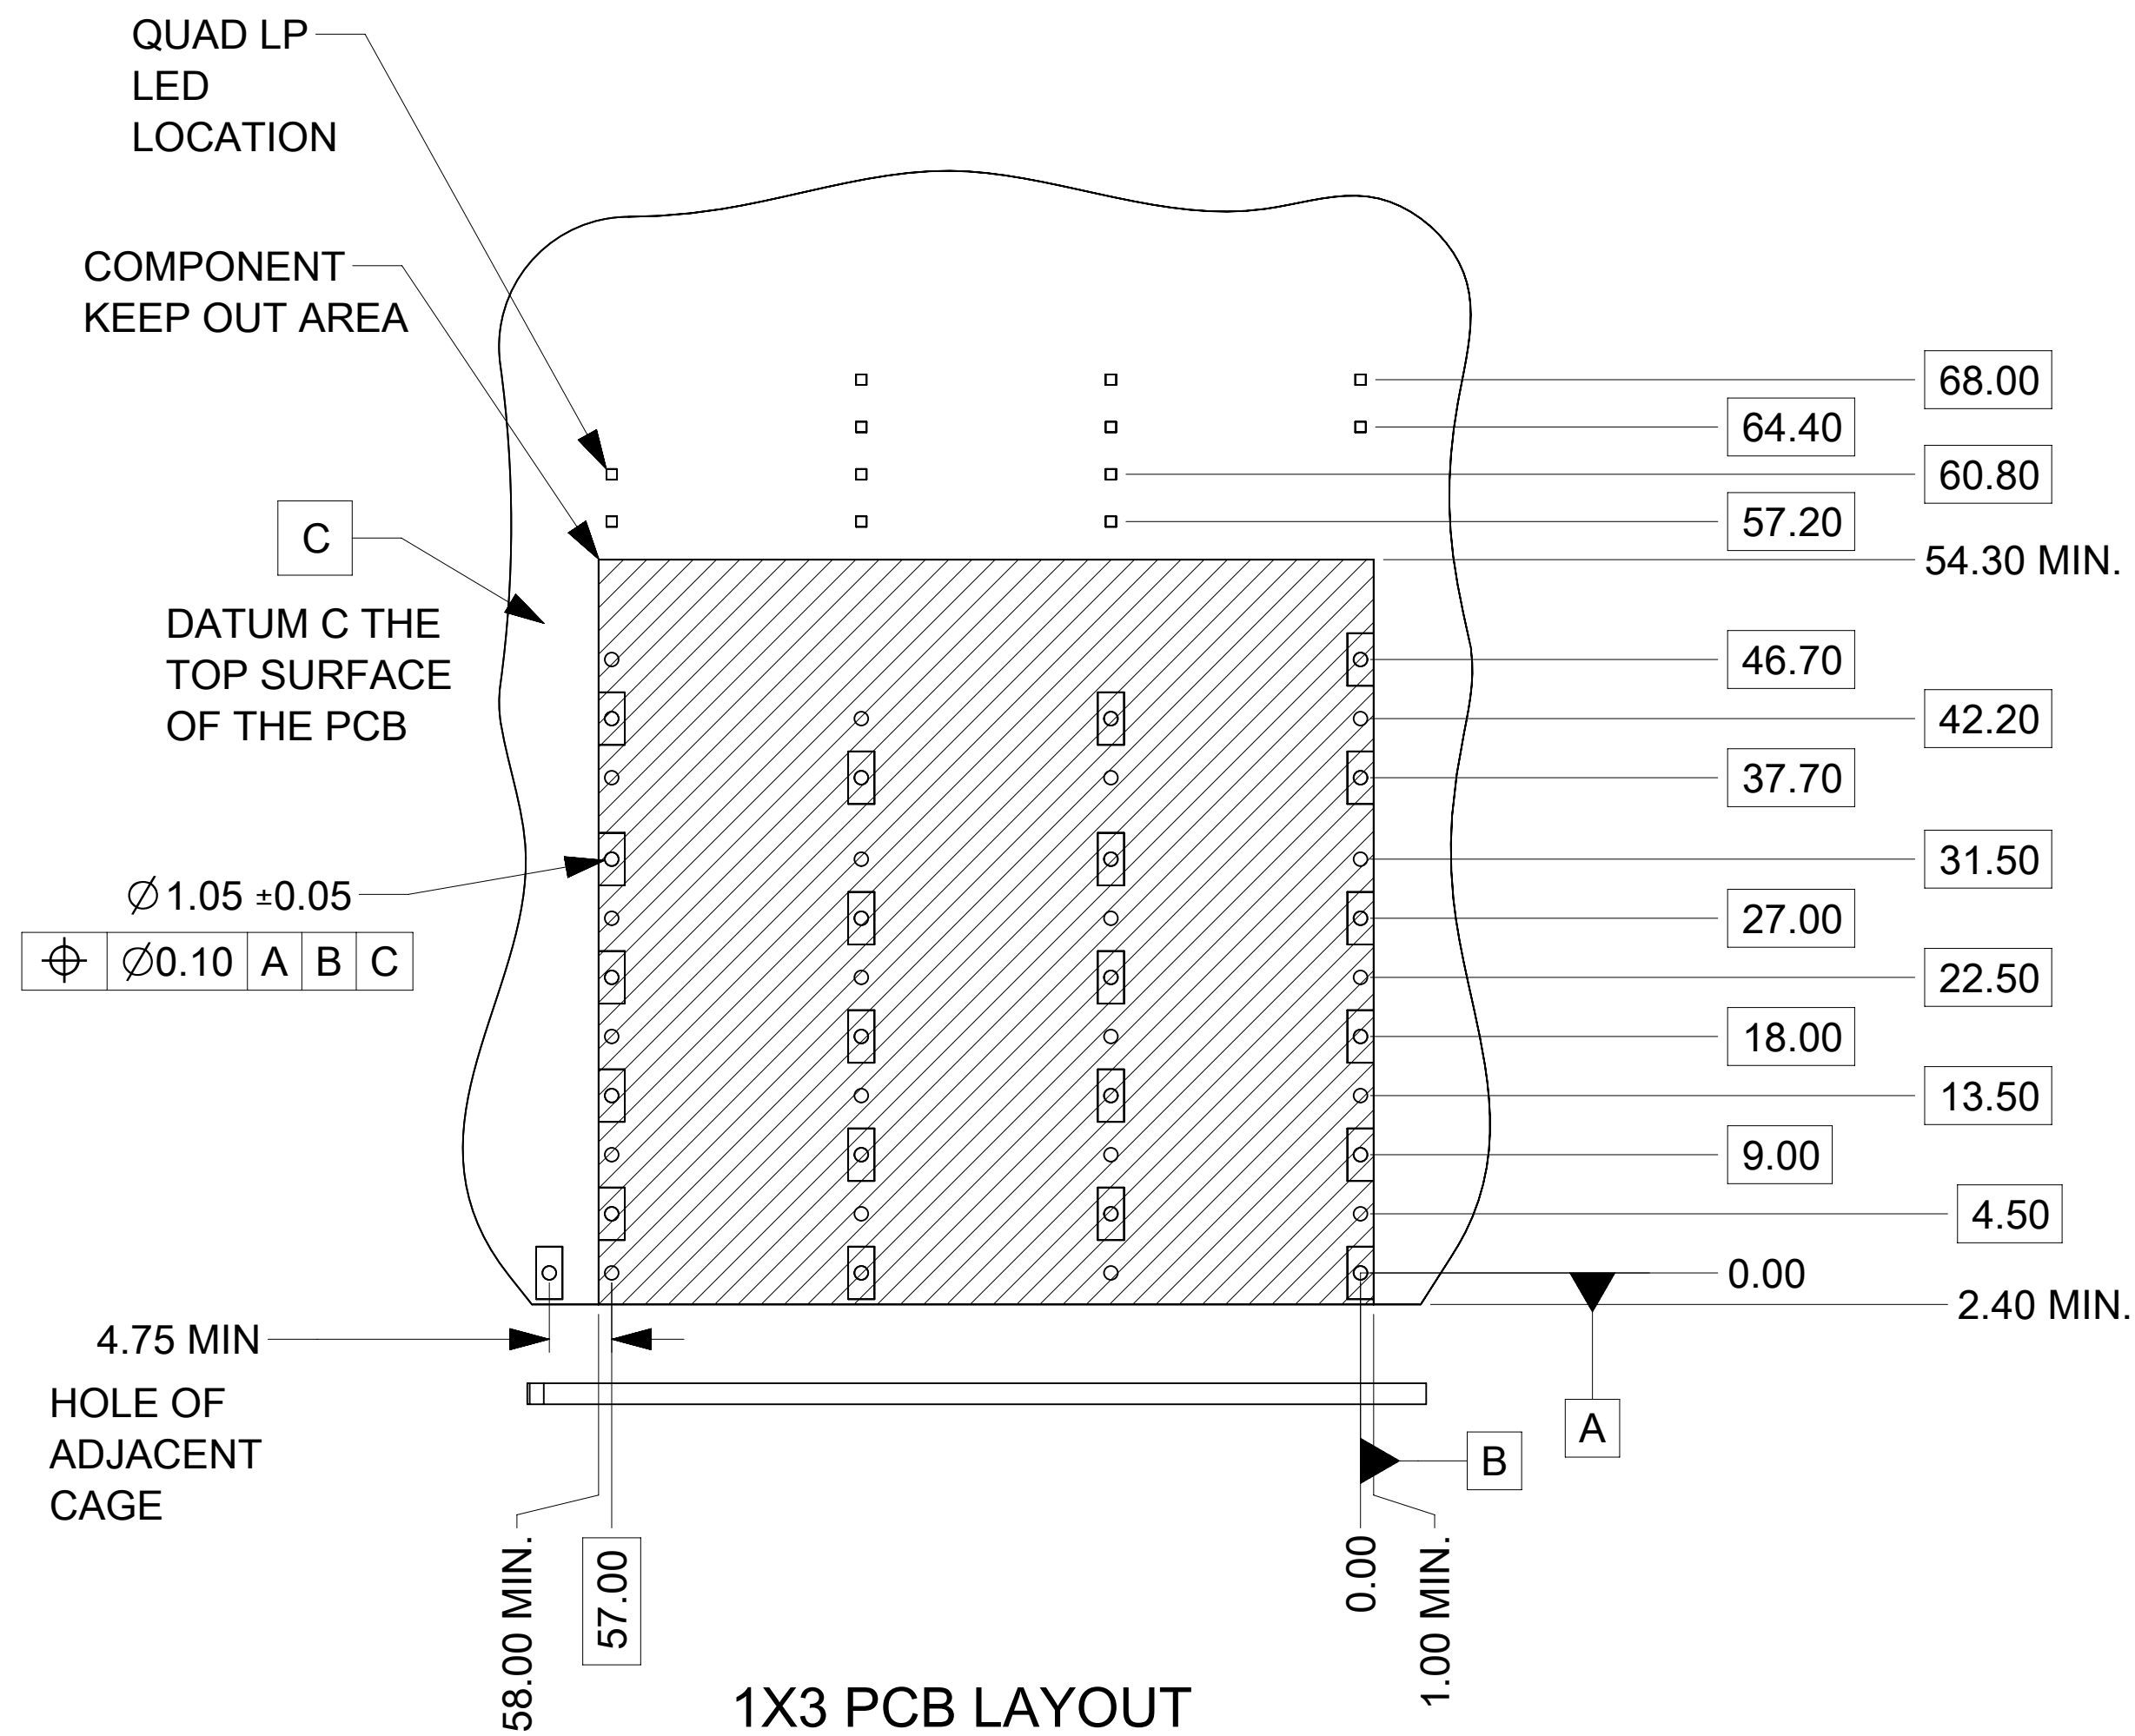 QUAD LP
LED
LOCATION
COMPONENT
KEEP OUT AREA
C
DATUM C THE
TOP SURFACE
OF THE PCB
∅1.05 ±0.05
⌖ ∅0.10 A B C
4.75 MIN
HOLE OF
ADJACENT
CAGE
68.00
64.40
60.80
57.20
54.30 MIN.
46.70
42.20
37.70
31.50
27.00
22.50
18.00
13.50
9.00
4.50
0.00
2.40 MIN.
A
B
58.00 MIN.
57.00
0.00
1.00 MIN.
1X3 PCB LAYOUT